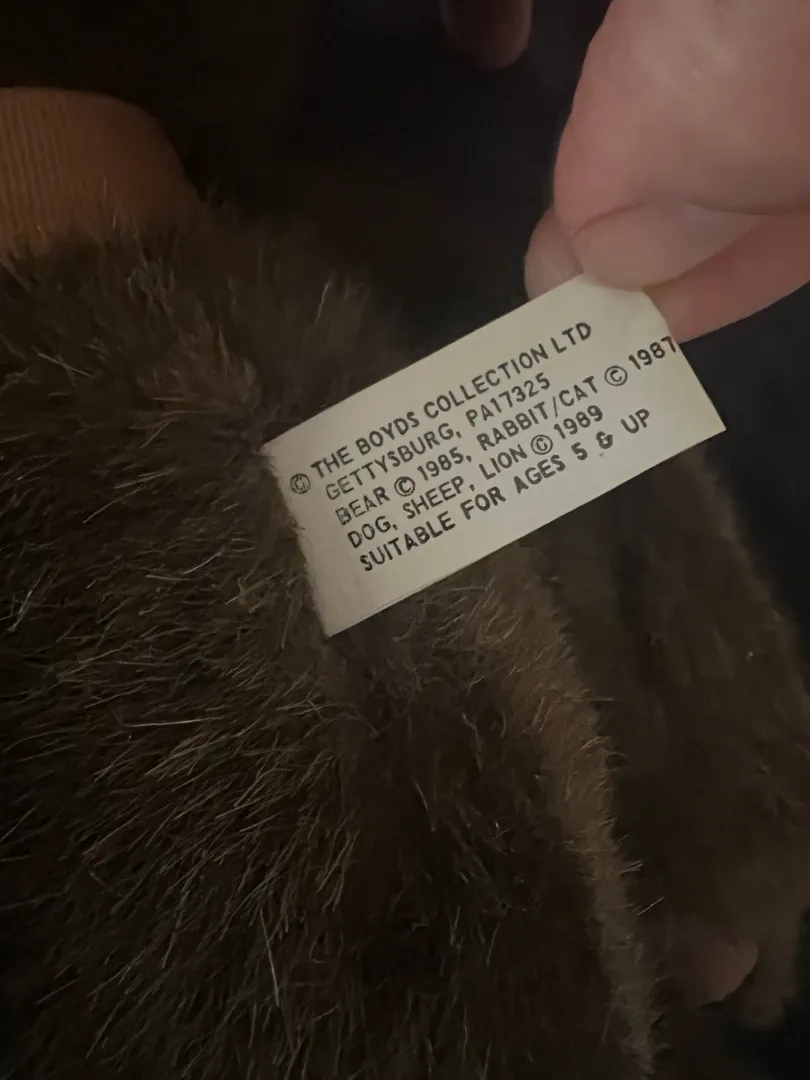 © THE BOYDS COLLECTION LTD
GETTYSBURG, PA17325
BEAR © 1985, RABBIT/CAT © 1987
DOG, SHEEP, LION © 1989
SUITABLE FOR AGES 5 & UP